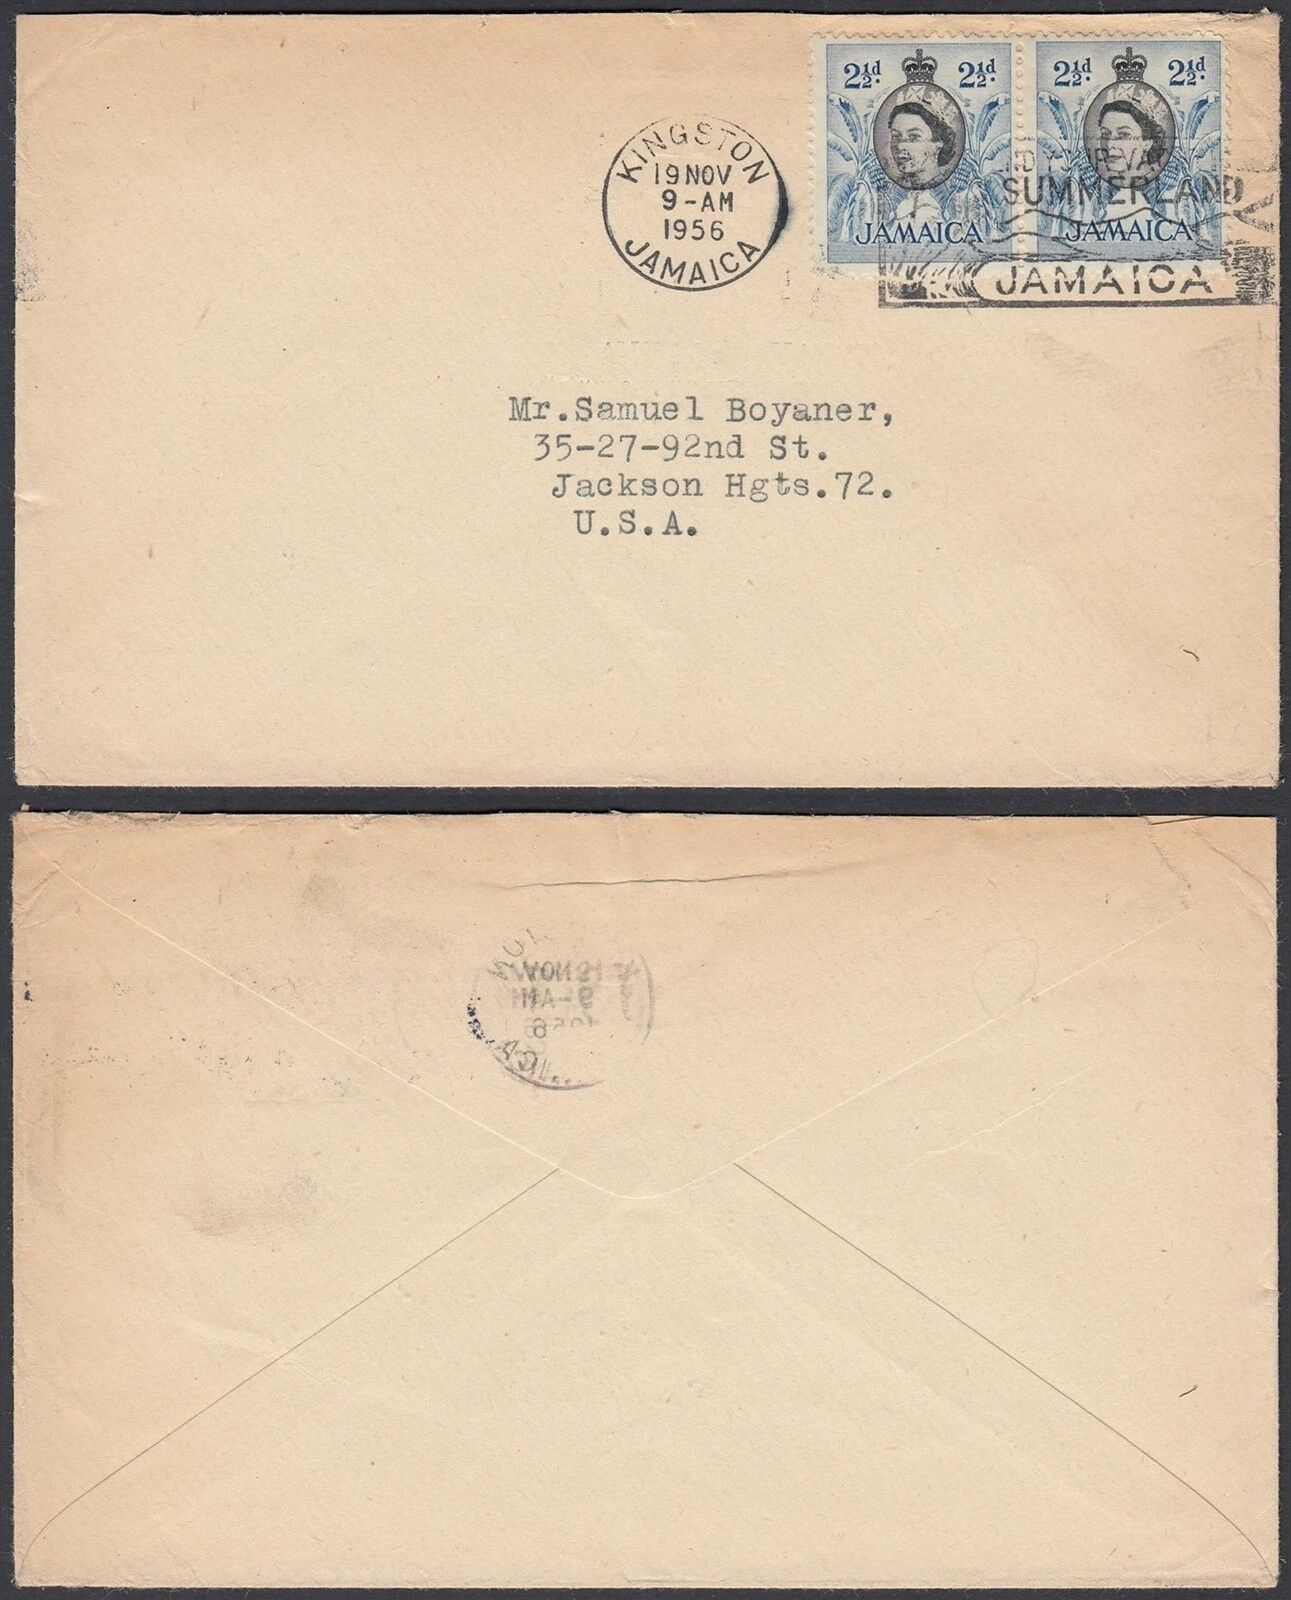 2½d. 2½d. 2½d. 2½d.
KINGSTON
19 NOV
9-AM
1956
JAMAICA
SUMMERLAND
JAMAICA JAMAICA
JAMAICA
Mr.Samuel Boyaner,
35-27-92nd St.
Jackson Hgts.72.
U.S.A.